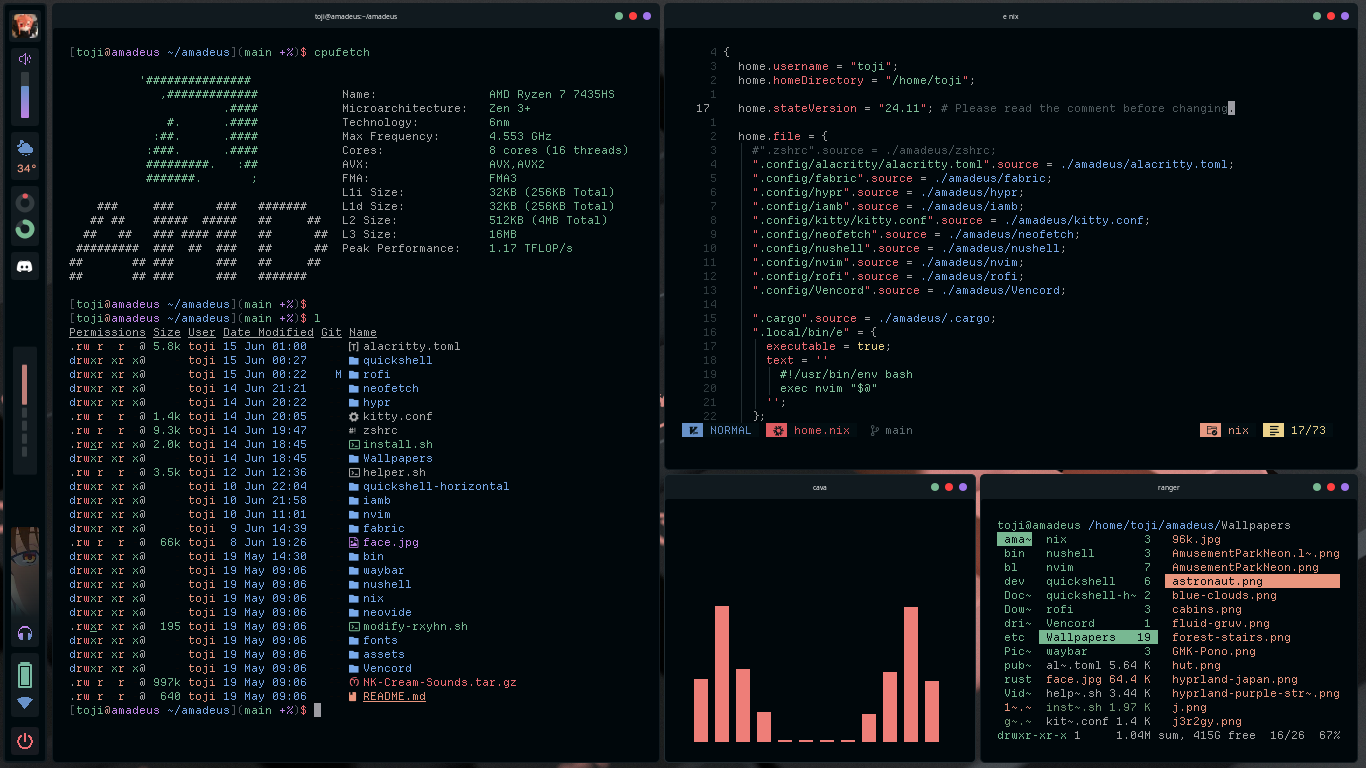 34°
toji@amadeus:~/amadeus
[toji@amadeus ~/amadeus](main +%)$ cpufetch
'###############
,#############
.####
#. .####
:##. .####
:###. .####
#########. :##
#######. ;
### ### ### #######
## ## ##### ##### ## ##
## ## ### #### ### ## ##
######### ### ## ### ## ##
## ## ### ### ## ##
## ## ### ### #######
Name: AMD Ryzen 7 7435HS
Microarchitecture: Zen 3+
Technology: 6nm
Max Frequency: 4.553 GHz
Cores: 8 cores (16 threads)
AVX: AVX,AVX2
FMA: FMA3
L1i Size: 32KB (256KB Total)
L1d Size: 32KB (256KB Total)
L2 Size: 512KB (4MB Total)
L3 Size: 16MB
Peak Performance: 1.17 TFLOP/s
[toji@amadeus ~/amadeus](main +%)$
[toji@amadeus ~/amadeus](main +%)$ l
Permissions Size User Date Modified Git Name
.rw r r @ 5.8k toji 15 Jun 01:00 alacritty.toml
drwxr xr x@ toji 15 Jun 00:27 quickshell
drwxr xr x@ toji 15 Jun 00:22 M rofi
drwxr xr x@ toji 14 Jun 21:21 neofetch
drwxr xr x@ toji 14 Jun 20:22 hypr
.rw r r @ 1.4k toji 14 Jun 20:05 kitty.conf
.rw r r @ 9.3k toji 14 Jun 19:47 zshrc
.rwxr xr x@ 2.0k toji 14 Jun 18:45 install.sh
drwxr xr x@ toji 14 Jun 18:45 Wallpapers
.rw r r @ 3.5k toji 12 Jun 12:36 helper.sh
drwxr xr x@ toji 10 Jun 22:04 quickshell-horizontal
drwxr xr x@ toji 10 Jun 21:58 iamb
drwxr xr x@ toji 10 Jun 11:01 nvim
drwxr xr x@ toji 9 Jun 14:39 fabric
.rw r r @ 66k toji 8 Jun 19:26 face.jpg
drwxr xr x@ toji 19 May 14:30 bin
drwxr xr x@ toji 19 May 09:06 waybar
drwxr xr x@ toji 19 May 09:06 nushell
drwxr xr x@ toji 19 May 09:06 nix
drwxr xr x@ toji 19 May 09:06 neovide
.rwxr xr x@ 195 toji 19 May 09:06 modify-rxyhn.sh
drwxr xr x@ toji 19 May 09:06 fonts
drwxr xr x@ toji 19 May 09:06 assets
drwxr xr x@ toji 19 May 09:06 Vencord
.rw r r @ 997k toji 19 May 09:06 NK-Cream-Sounds.tar.gz
.rw r r @ 640 toji 19 May 09:06 README.md
[toji@amadeus ~/amadeus](main +%)$
e nix
4 {
3 home.username = "toji";
2 home.homeDirectory = "/home/toji";
1
17 home.stateVersion = "24.11"; # Please read the comment before changing.
1
2 home.file = {
3 #".zshrc".source = ./amadeus/zshrc;
4 ".config/alacritty/alacritty.toml".source = ./amadeus/alacritty.toml;
5 ".config/fabric".source = ./amadeus/fabric;
6 ".config/hypr".source = ./amadeus/hypr;
7 ".config/iamb".source = ./amadeus/iamb;
8 ".config/kitty/kitty.conf".source = ./amadeus/kitty.conf;
9 ".config/neofetch".source = ./amadeus/neofetch;
10 ".config/nushell".source = ./amadeus/nushell;
11 ".config/nvim".source = ./amadeus/nvim;
12 ".config/rofi".source = ./amadeus/rofi;
13 ".config/Vencord".source = ./amadeus/Vencord;
14
15 ".cargo".source = ./amadeus/.cargo;
16 ".local/bin/e" = {
17 executable = true;
18 text = ''
19 #!/usr/bin/env bash
20 exec nvim "$@"
21 '';
22 };
NORMAL home.nix main nix 17/73
cava
ranger
toji@amadeus /home/toji/amadeus/Wallpapers
ama~ nix 3 96k.jpg
bin nushell 3 AmusementParkNeon.l~.png
bl nvim 7 AmusementParkNeon.png
dev quickshell 6 astronaut.png
Doc~ quickshell-h~ 2 blue-clouds.png
Dow~ rofi 3 cabins.png
dri~ Vencord 1 fluid-gruv.png
etc Wallpapers 19 forest-stairs.png
Pic~ waybar 3 GMK-Pono.png
pub~ al~.toml 5.64 K hut.png
rust face.jpg 64.4 K hyprland-japan.png
Vid~ help~.sh 3.44 K hyprland-purple-str~.png
1~.~ inst~.sh 1.97 K j.png
g~.~ kit~.conf 1.4 K j3r2gy.png
drwxr-xr-x 1 1.04M sum, 415G free 16/26 67%